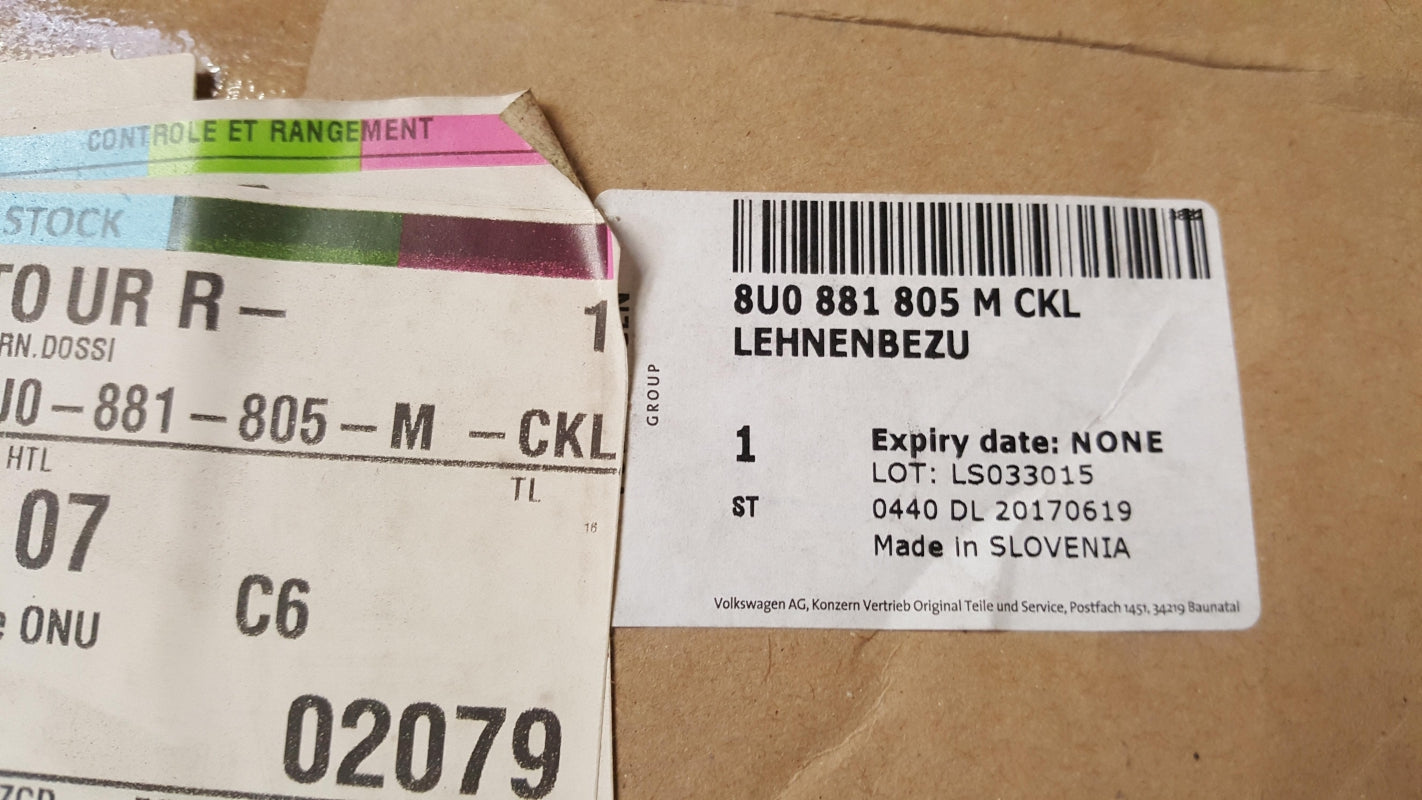 CONTROLE ET RANGEMENT
STOCK
TOUR R – 1
RN.DOSSI
U0 – 881 – 805 – M – CKL
HTL
TL
07
16
C6
ONU
02079
8U0 881 805 M CKL
LEHNENBEZU
GROUP
1
Expiry date: NONE
LOT: LS033015
ST
0440 DL 20170619
Made in SLOVENIA
Volkswagen AG, Konzern Vertrieb Original Teile und Service, Postfach 1451, 34219 Baunatal